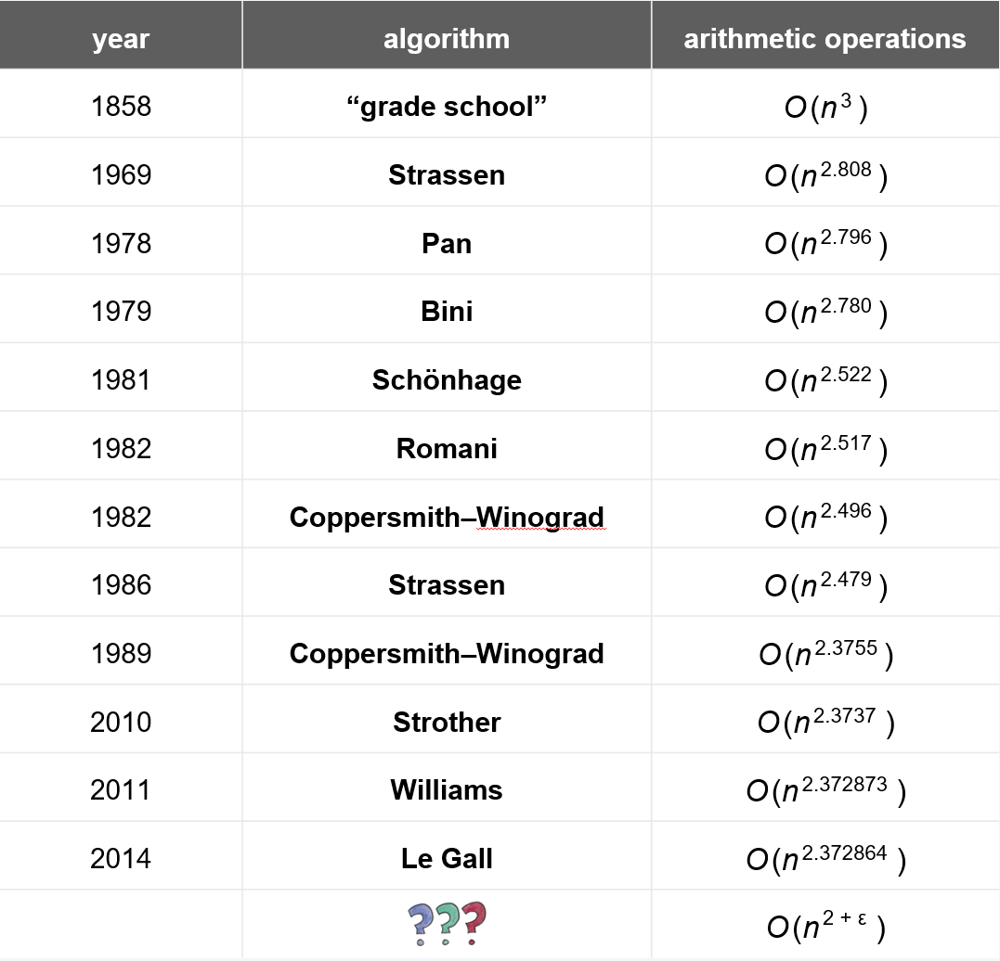 year algorithm arithmetic operations
1858 “grade school” O(n³)
1969 Strassen O(n^2.808)
1978 Pan O(n^2.796)
1979 Bini O(n^2.780)
1981 Schönhage O(n^2.522)
1982 Romani O(n^2.517)
1982 Coppersmith–Winograd O(n^2.496)
1986 Strassen O(n^2.479)
1989 Coppersmith–Winograd O(n^2.3755)
2010 Strother O(n^2.3737)
2011 Williams O(n^2.372873)
2014 Le Gall O(n^2.372864)
??? O(n^2 + ε)